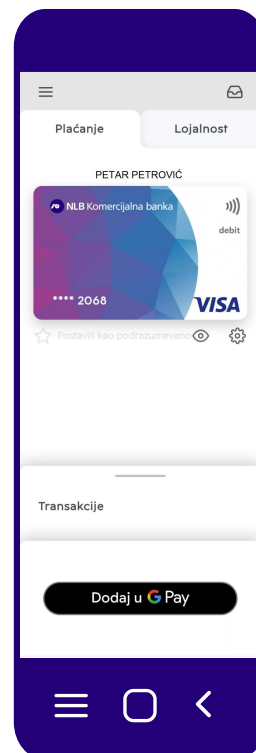 Plaćanje
Lojalnost
PETAR PETROVIĆ
NLB Komercijalna banka
debit
**** 2068
VISA
Postaviti kao podrazumevano
Transakcije
Dodaj u G Pay